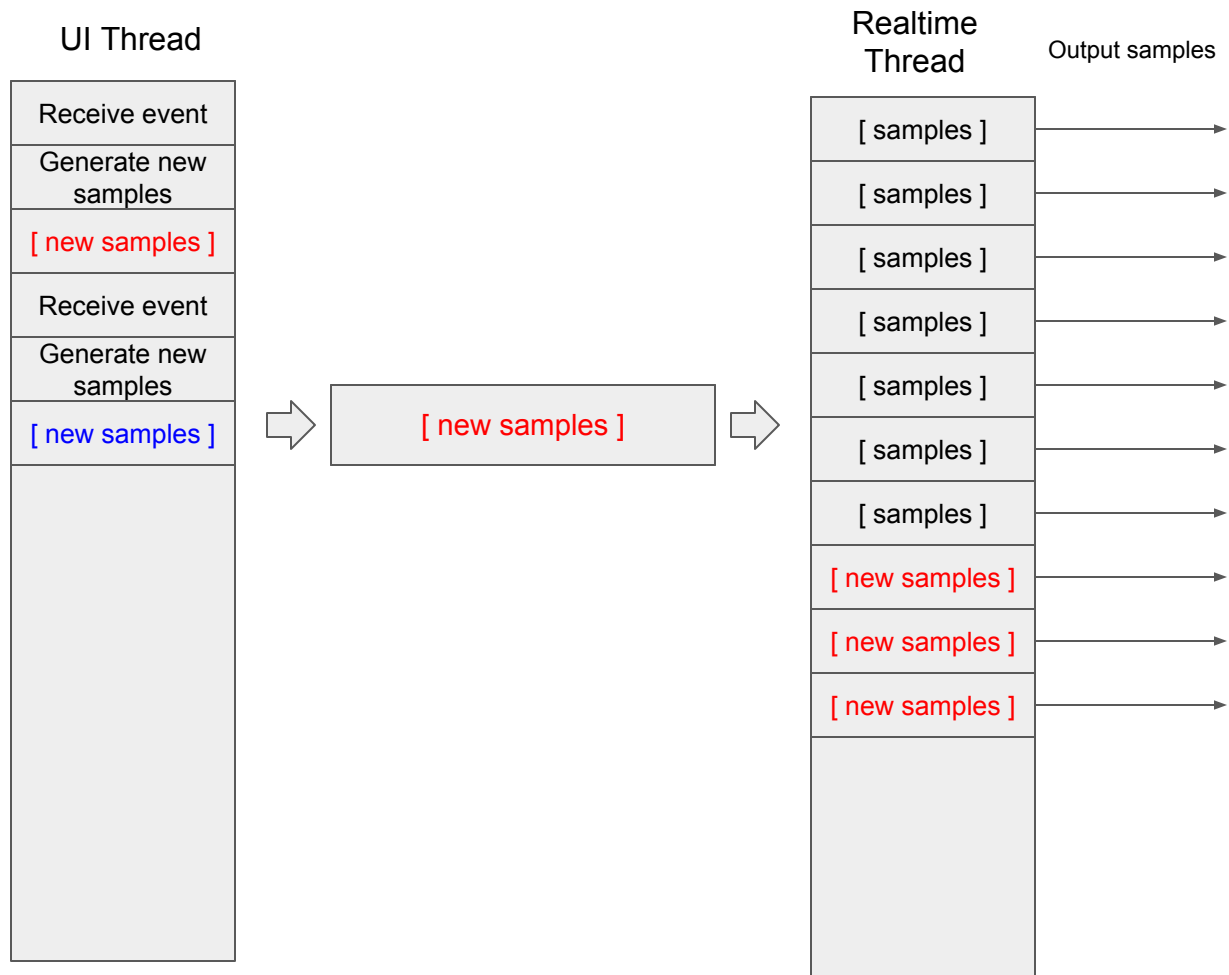 UI Thread
Receive event
Generate new
samples
[ new samples ]
Receive event
Generate new
samples
[ new samples ]
[ new samples ]
Realtime
Thread
Output samples
[ samples ]
[ samples ]
[ samples ]
[ samples ]
[ samples ]
[ samples ]
[ samples ]
[ new samples ]
[ new samples ]
[ new samples ]